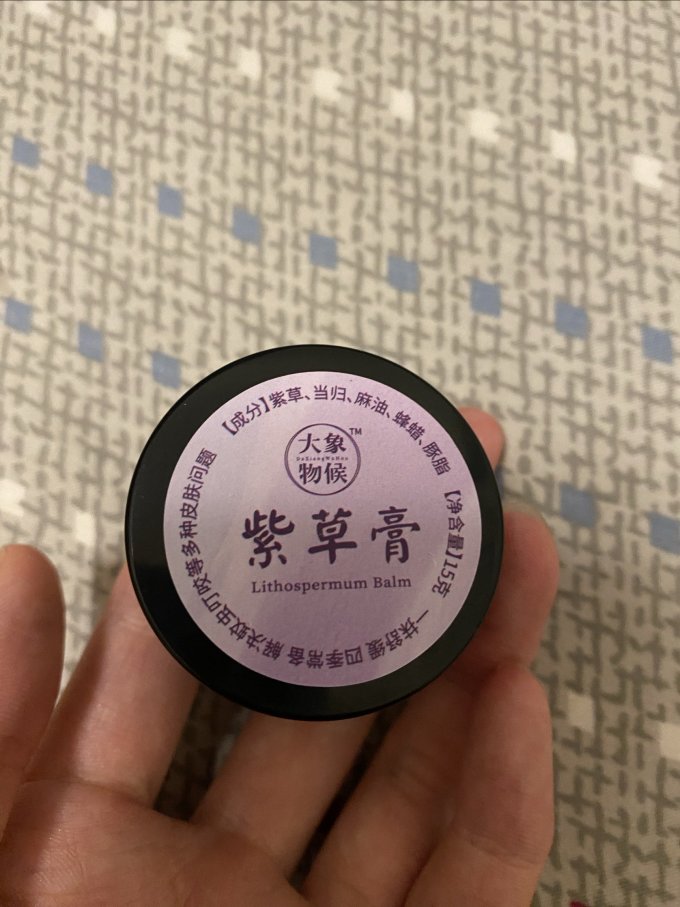 【成分】紫草、当归、麻油、蜂蜡、豚脂
【净含量】15克
一抹舒缓 四季常备 解决蚊虫叮咬等多种皮肤问题
大象™
DaXiangWuHou
物候
紫草膏
Lithospermum Balm